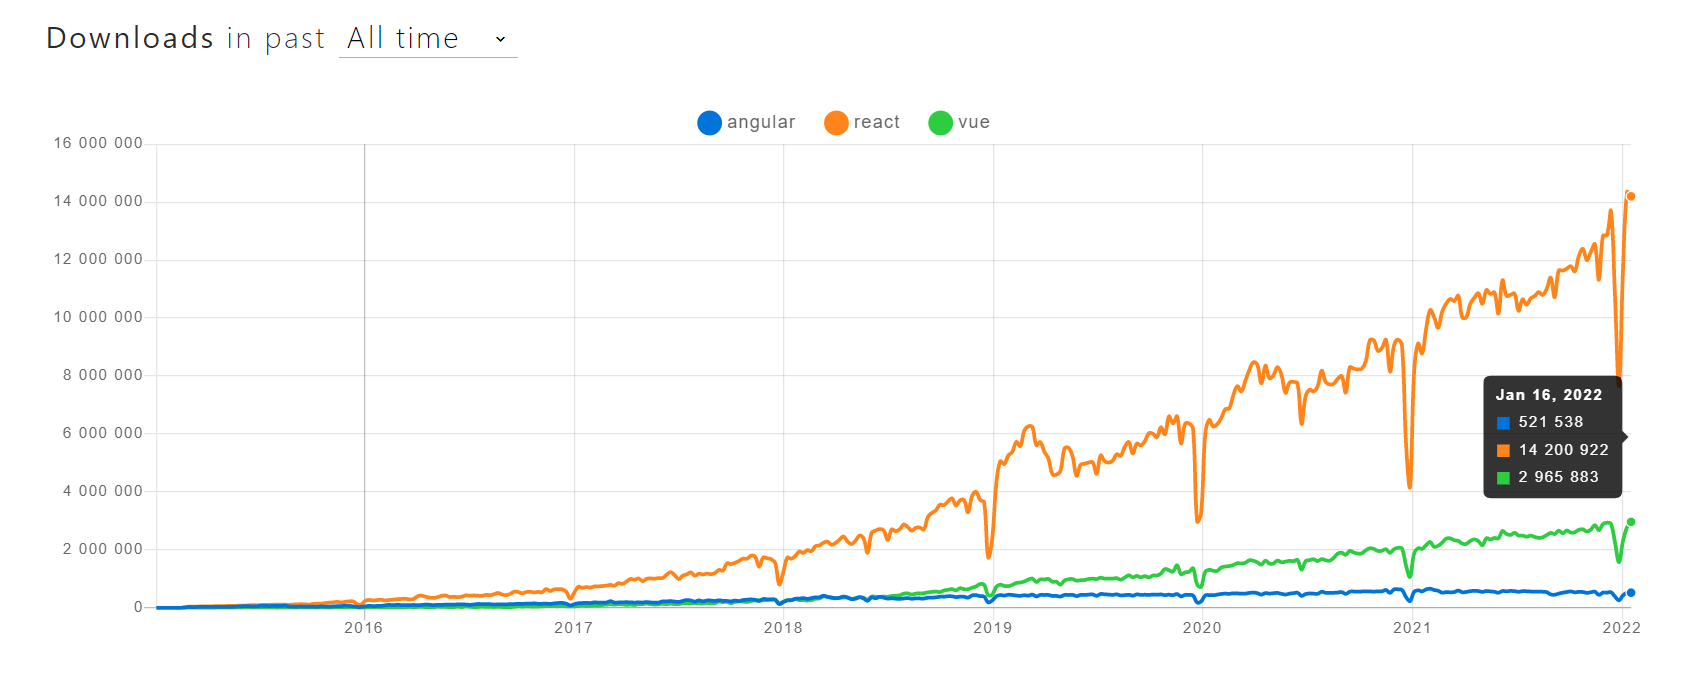 Downloads in past All time
angular react vue
16 000 000
14 000 000
12 000 000
10 000 000
8 000 000
6 000 000
4 000 000
2 000 000
0
2016 2017 2018 2019 2020 2021 2022
Jan 16, 2022
521 538
14 200 922
2 965 883